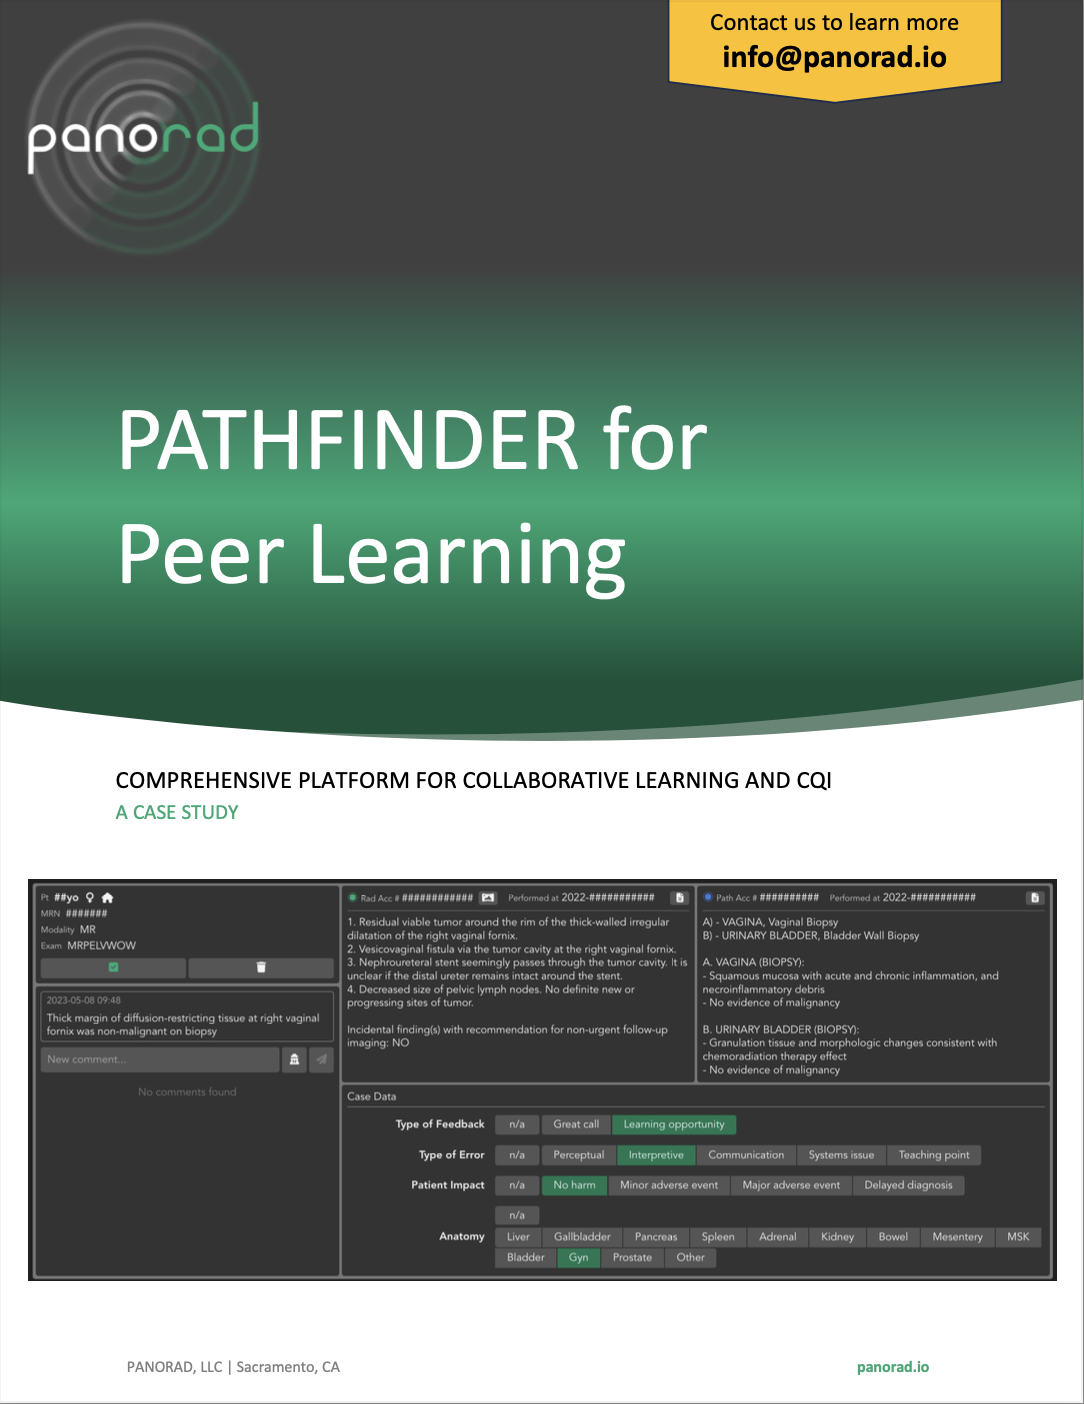 Contact us to learn more
info@panorad.io
panorad
PATHFINDER for
Peer Learning
COMPREHENSIVE PLATFORM FOR COLLABORATIVE LEARNING AND CQI
A CASE STUDY
Pt ##yo
MRN #######
Modality MR
Exam MRPELVWOW
2023-05-08 09:48
Thick margin of diffusion-restricting tissue at right vaginal
fornix was non-malignant on biopsy
New comment...
No comments found
Rad Acc # ############ Performed at 2022-###########
1. Residual viable tumor around the rim of the thick-walled irregular
dilatation of the right vaginal fornix.
2. Vesicovaginal fistula via the tumor cavity at the right vaginal fornix.
3. Nephroureteral stent seemingly passes through the tumor cavity. It is
unclear if the distal ureter remains intact around the stent.
4. Decreased size of pelvic lymph nodes. No definite new or
progressing sites of tumor.
Incidental finding(s) with recommendation for non-urgent follow-up
imaging: NO
Path Acc # ########## Performed at 2022-###########
A) - VAGINA, Vaginal Biopsy
B) - URINARY BLADDER, Bladder Wall Biopsy
A. VAGINA (BIOPSY):
- Squamous mucosa with acute and chronic inflammation, and
necroinflammatory debris
- No evidence of malignancy
B. URINARY BLADDER (BIOPSY):
- Granulation tissue and morphologic changes consistent with
chemoradiation therapy effect
- No evidence of malignancy
Case Data
Type of Feedback n/a Great call Learning opportunity
Type of Error n/a Perceptual Interpretive Communication Systems issue Teaching point
Patient Impact n/a No harm Minor adverse event Major adverse event Delayed diagnosis
n/a
Anatomy Liver Gallbladder Pancreas Spleen Adrenal Kidney Bowel Mesentery MSK
Bladder Gyn Prostate Other
PANORAD, LLC | Sacramento, CA
panorad.io